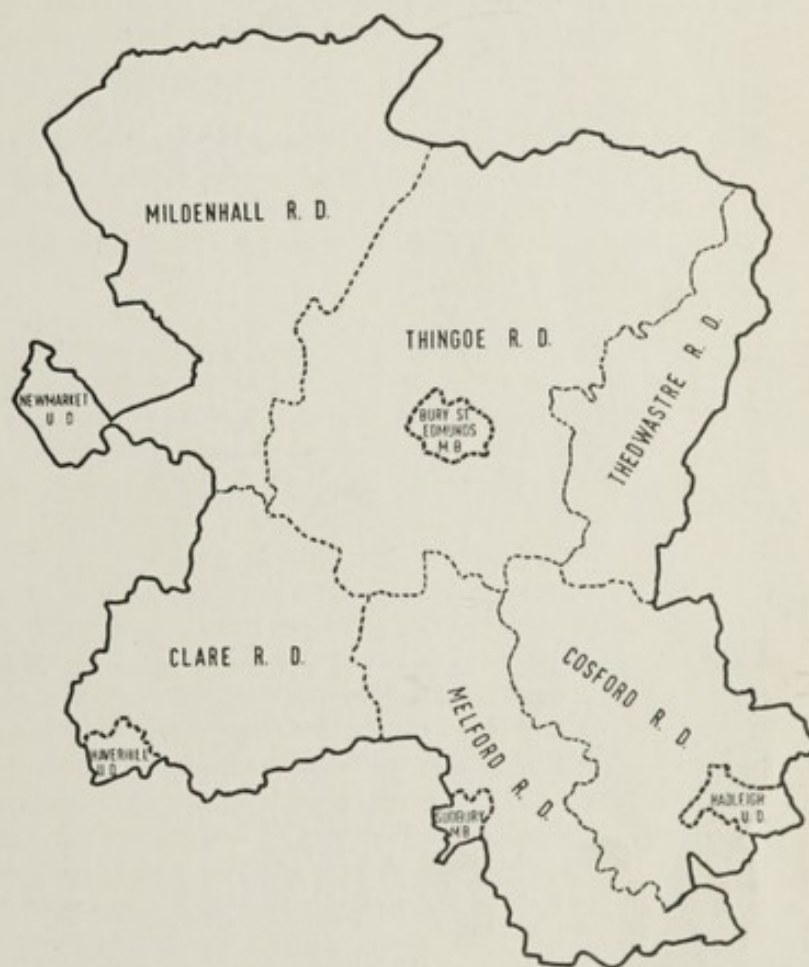 MILDENHALL R. D.
THINGOE R. D.
THEDWASTRE R. D.
NEWMARKET
U D
BURY ST
EDMUNDS
M B
CLARE R. D.
COSFORD R. D.
MELFORD R. D.
HAVERHILL
U D
SUDBURY
M B
HADLEIGH
U D